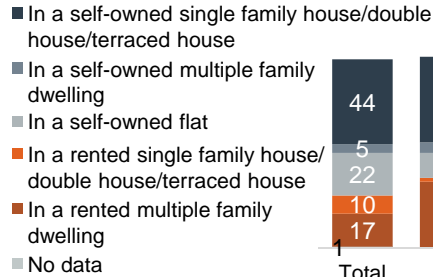 In a self-owned single family house/double
house/terraced house
In a self-owned multiple family
dwelling
In a self-owned flat
In a rented single family house/
double house/terraced house
In a rented multiple family
dwelling
No data
44
5
22
10
17
1
Total